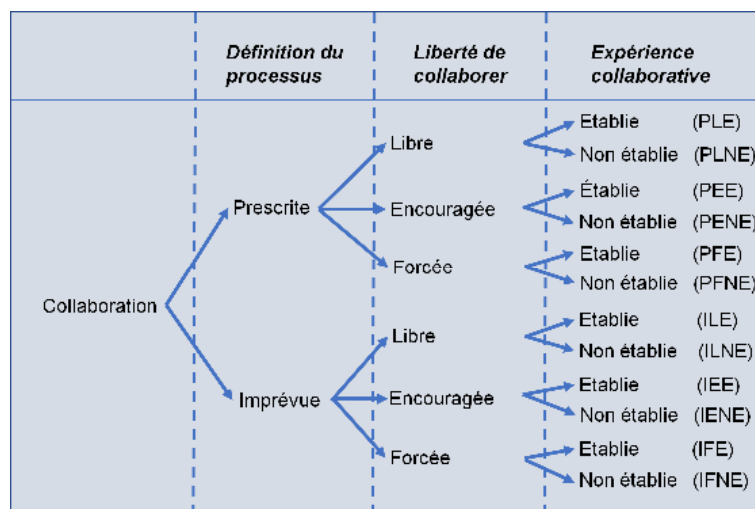 Définition du processus
Liberté de collaborer
Expérience collaborative
Collaboration
Prescrite
Imprévue
Libre
Encouragée
Forcée
Libre
Encouragée
Forcée
Etablie (PLE)
Non établie (PLNE)
Établie (PEE)
Non établie (PENE)
Etablie (PFE)
Non établie (PFNE)
Etablie (ILE)
Non établie (ILNE)
Etablie (IEE)
Non établie (IENE)
Etablie (IFE)
Non établie (IFNE)